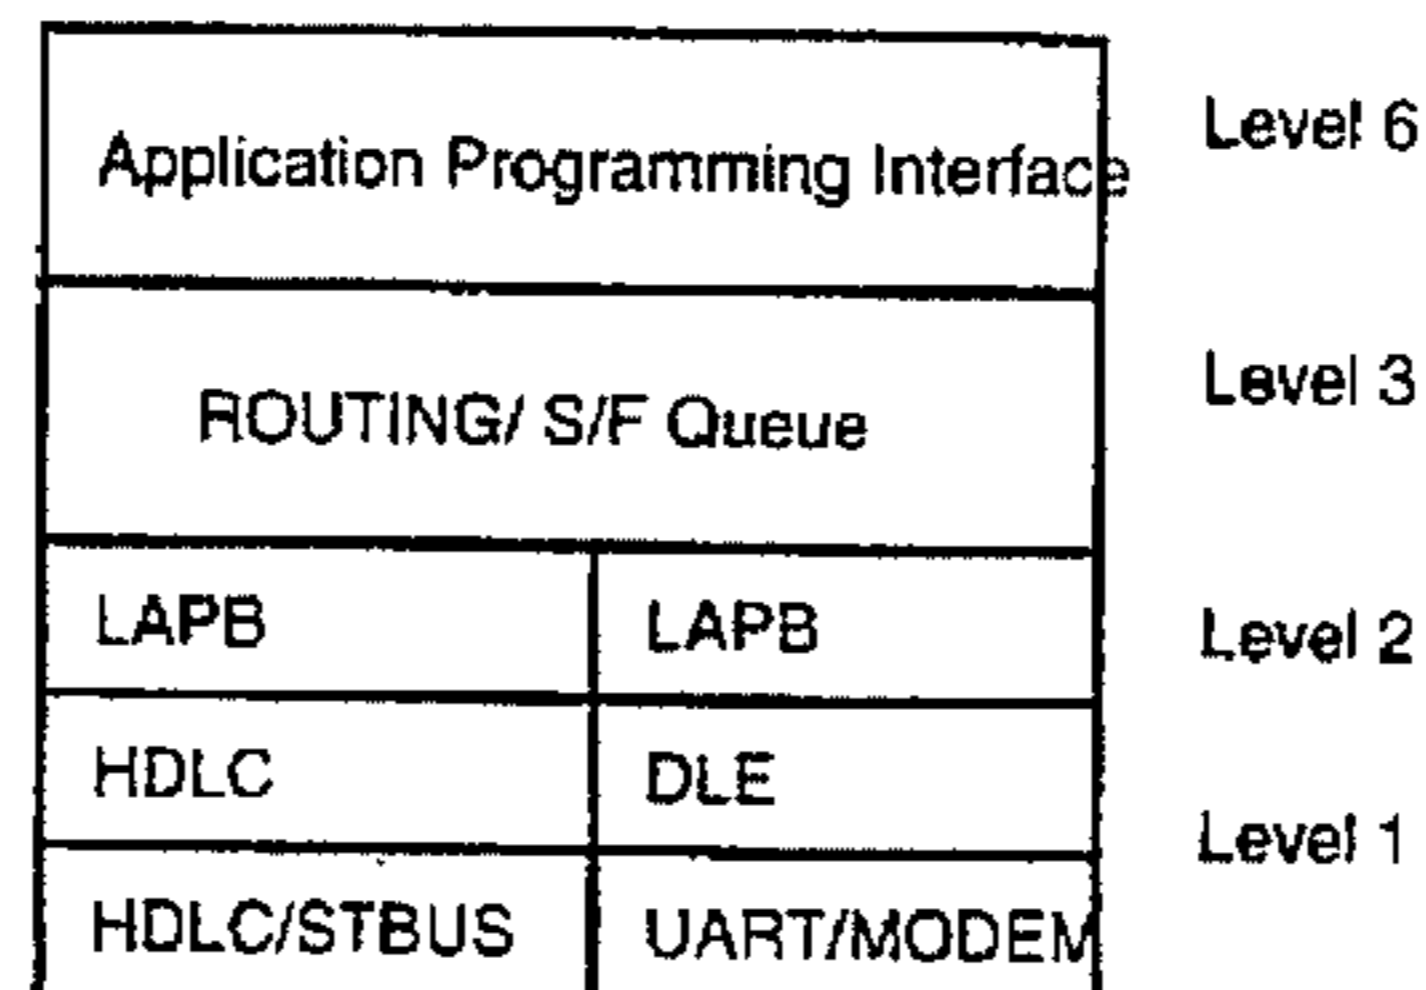 Application Programming Interface
Level 6
ROUTING/ S/F Queue
Level 3
LAPB
LAPB
Level 2
HDLC
DLE
Level 1
HDLC/STBUS
UART/MODEM